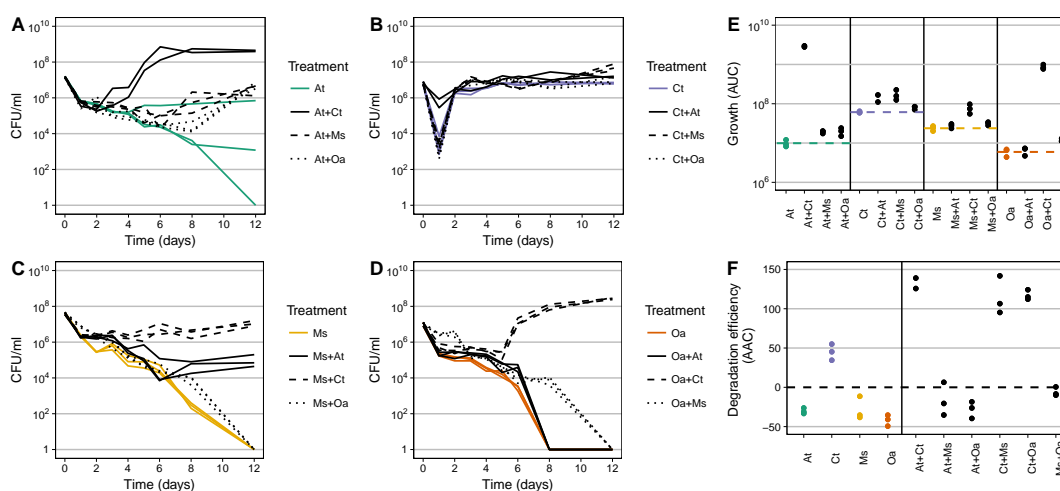 A
10^10
10^8
10^6
10^4
10^2
1
CFU/ml
0 2 4 6 8 10 12
Time (days)
Treatment
At
At+Ct
At+Ms
At+Oa
B
10^10
10^8
10^6
10^4
10^2
1
CFU/ml
0 2 4 6 8 10 12
Time (days)
Treatment
Ct
Ct+At
Ct+Ms
Ct+Oa
E
10^10
10^8
10^6
Growth (AUC)
At
At+Ct
At+Ms
At+Oa
Ct
Ct+At
Ct+Ms
Ct+Oa
Ms
Ms+At
Ms+Ct
Ms+Oa
Oa
Oa+At
Oa+Ct
C
10^10
10^8
10^6
10^4
10^2
1
CFU/ml
0 2 4 6 8 10 12
Time (days)
Treatment
Ms
Ms+At
Ms+Ct
Ms+Oa
D
10^10
10^8
10^6
10^4
10^2
1
CFU/ml
0 2 4 6 8 10 12
Time (days)
Treatment
Oa
Oa+At
Oa+Ct
Oa+Ms
F
150
100
50
0
−50
Degradation efficiency
(AAC)
At
Ct
Ms
Oa
At+Ct
At+Ms
At+Oa
Ct+Ms
Ct+Oa
Ms+Oa